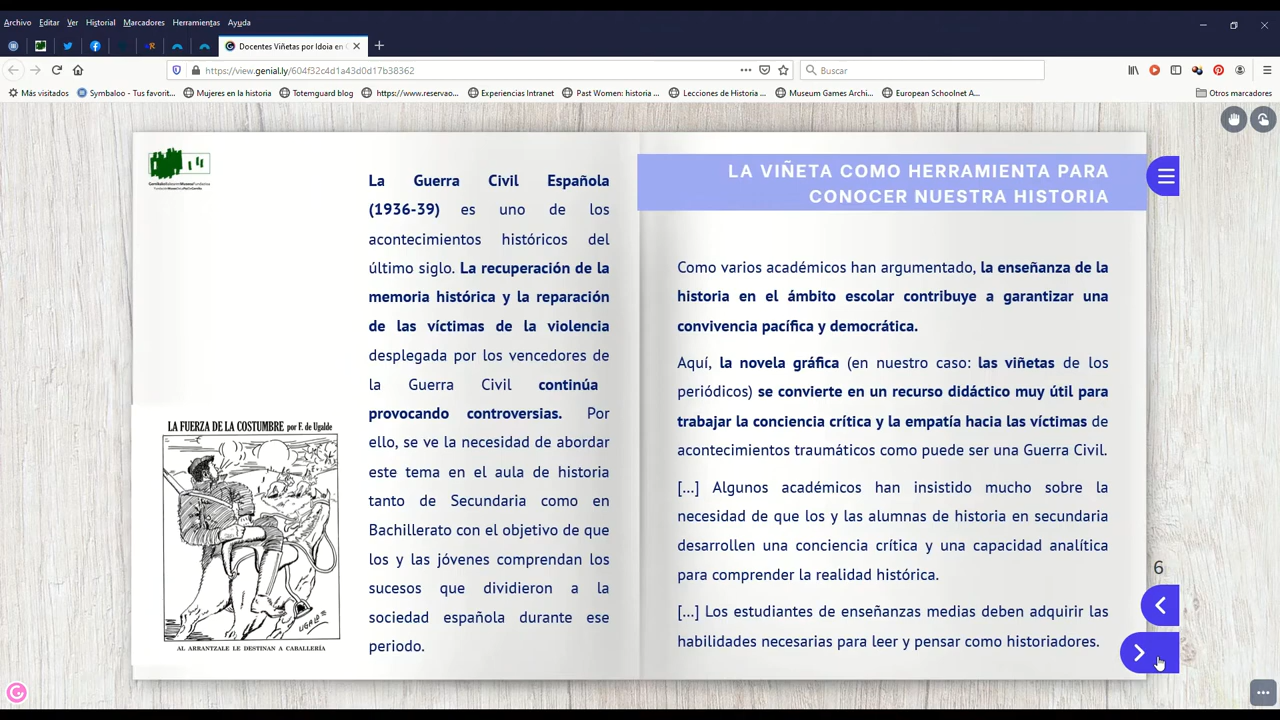 Archivo Editar Ver Historial Marcadores Herramientas Ayuda
Docentes Viñetas por Idoia en
https://view.genial.ly/604f32c4d1a43d0d17b38362
Buscar
Más visitados Symbaloo - Tus favorit... Mujeres en la historia Totemguard blog https://www.reservao... Experiencias Intranet Past Women: historia ... Lecciones de Historia ... Museum Games Archi... European Schoolnet A... Otros marcadores
La Guerra Civil Española
(1936-39) es uno de los
acontecimientos históricos del
último siglo. La recuperación de la
memoria histórica y la reparación
de las víctimas de la violencia
desplegada por los vencedores de
la Guerra Civil continúa
provocando controversias. Por
ello, se ve la necesidad de abordar
este tema en el aula de historia
tanto de Secundaria como en
Bachillerato con el objetivo de que
los y las jóvenes comprendan los
sucesos que dividieron a la
sociedad española durante ese
periodo.
LA FUERZA DE LA COSTUMBRE por F. de Ugalde
UGALDE
AL ARRANTZALE LE DESTINAN A CABALLERÍA
LA VIÑETA COMO HERRAMIENTA PARA
CONOCER NUESTRA HISTORIA
Como varios académicos han argumentado, la enseñanza de la
historia en el ámbito escolar contribuye a garantizar una
convivencia pacífica y democrática.
Aquí, la novela gráfica (en nuestro caso: las viñetas de los
periódicos) se convierte en un recurso didáctico muy útil para
trabajar la conciencia crítica y la empatía hacia las víctimas de
acontecimientos traumáticos como puede ser una Guerra Civil.
[...] Algunos académicos han insistido mucho sobre la
necesidad de que los y las alumnas de historia en secundaria
desarrollen una conciencia crítica y una capacidad analítica
para comprender la realidad histórica.
[...] Los estudiantes de enseñanzas medias deben adquirir las
habilidades necesarias para leer y pensar como historiadores.
6